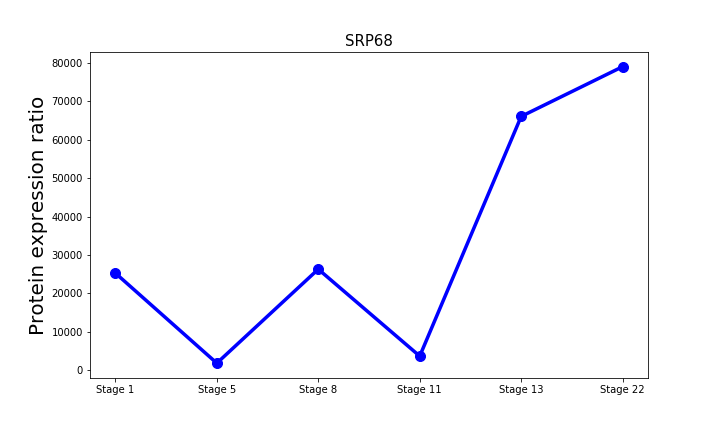 SRP68
Protein expression ratio
80000
70000
60000
50000
40000
30000
20000
10000
0
Stage 1
Stage 5
Stage 8
Stage 11
Stage 13
Stage 22